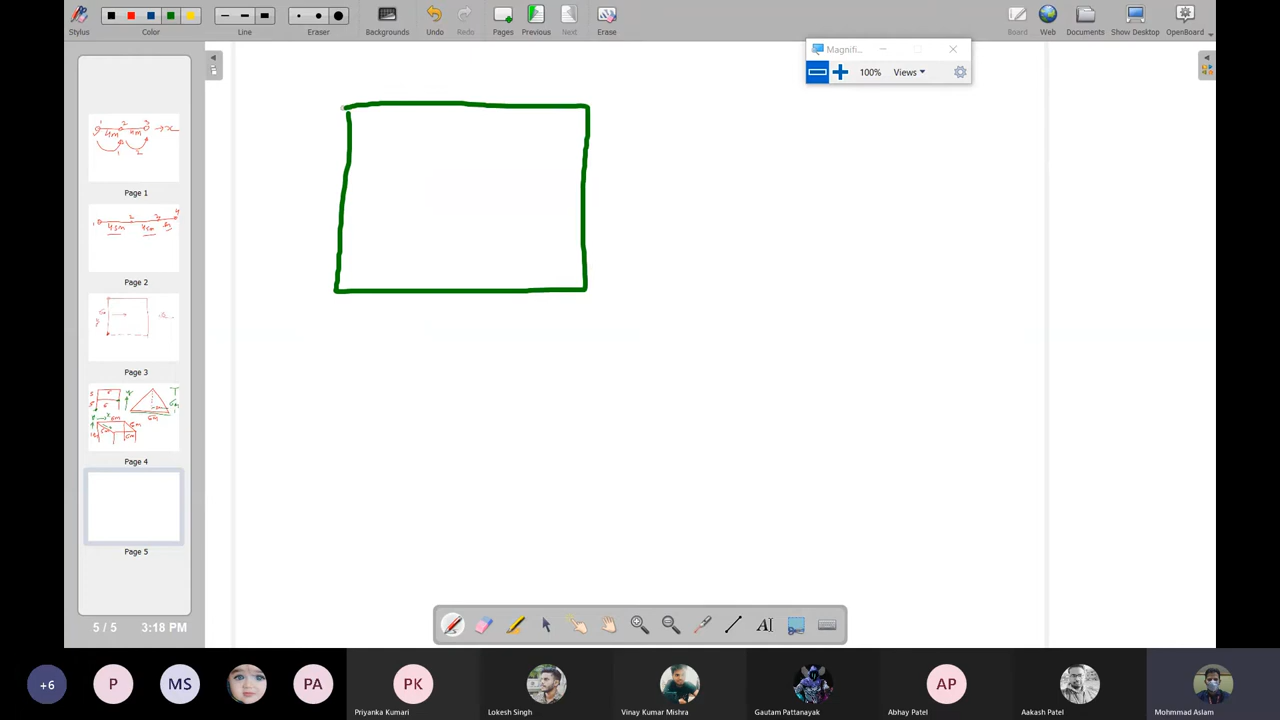 Stylus
Color
Line
Eraser
Backgrounds
Undo
Redo
Pages
Previous
Next
Erase
Board
Web
Documents
Show Desktop
OpenBoard
Magnifi...
100%
Views
Page 1
Page 2
Page 3
Page 4
Page 5
5 / 5 3:18 PM
AI
+6
P
MS
PA
PK
AP
Priyanka Kumari
Lokesh Singh
Vinay Kumar Mishra
Gautam Pattanayak
Abhay Patel
Aakash Patel
Mohmmad Aslam